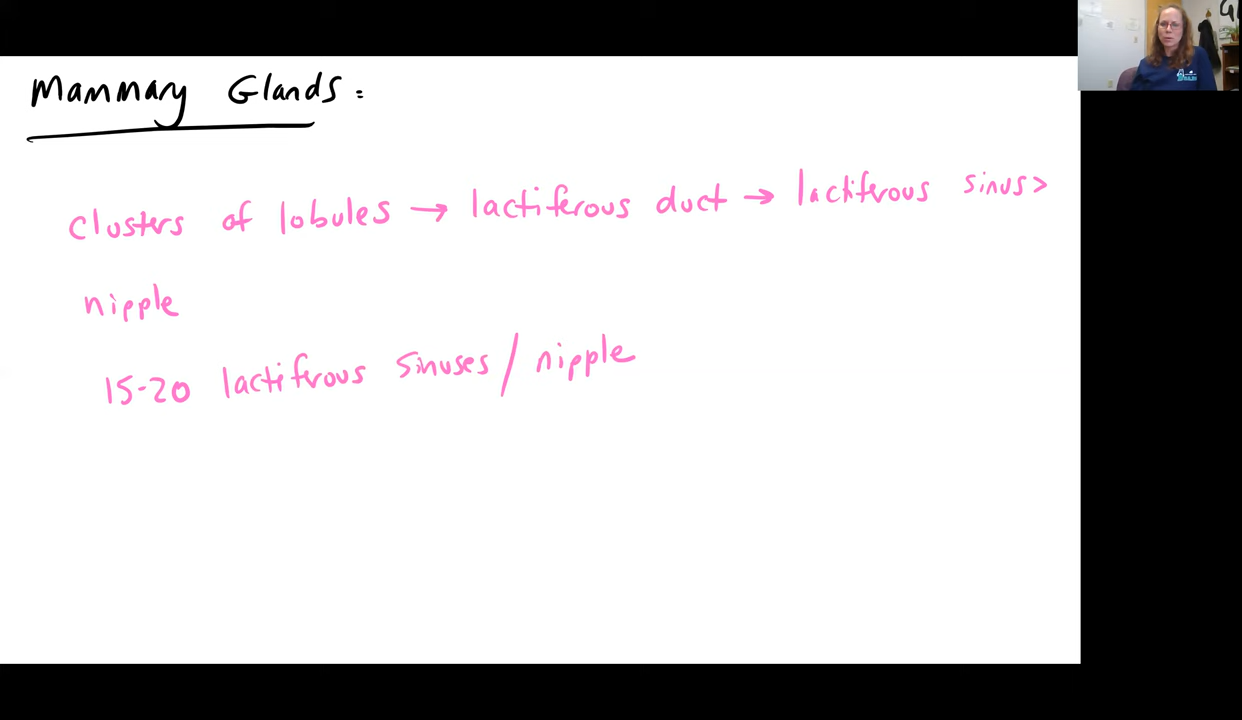 Mammary Glands:
clusters of lobules → lactiferous duct → lactiferous sinus >
nipple
15-20 lactiferous sinuses / nipple